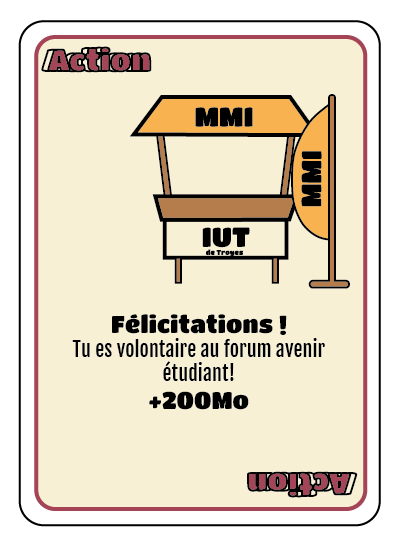 /Action
MMI
MMI
IUT
de Troyes
Félicitations !
Tu es volontaire au forum avenir
étudiant!
+200Mo
/Action